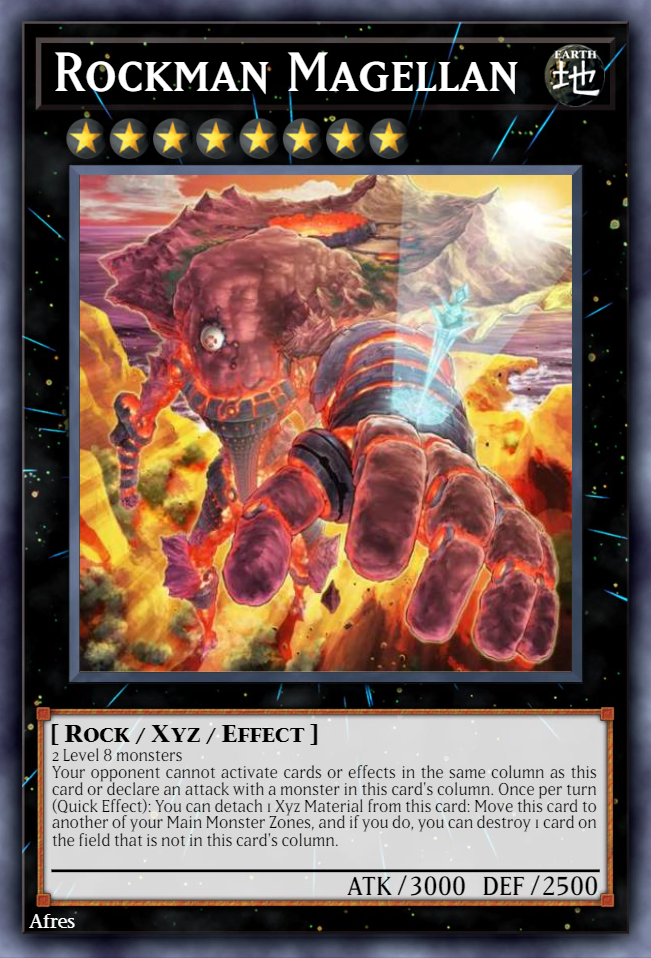 Rockman Magellan
EARTH
地
[ Rock / Xyz / Effect ]
2 Level 8 monsters
Your opponent cannot activate cards or effects in the same column as this
card or declare an attack with a monster in this card's column. Once per turn
(Quick Effect): You can detach 1 Xyz Material from this card: Move this card to
another of your Main Monster Zones, and if you do, you can destroy 1 card on
the field that is not in this card's column.
ATK/3000 DEF/2500
Afres